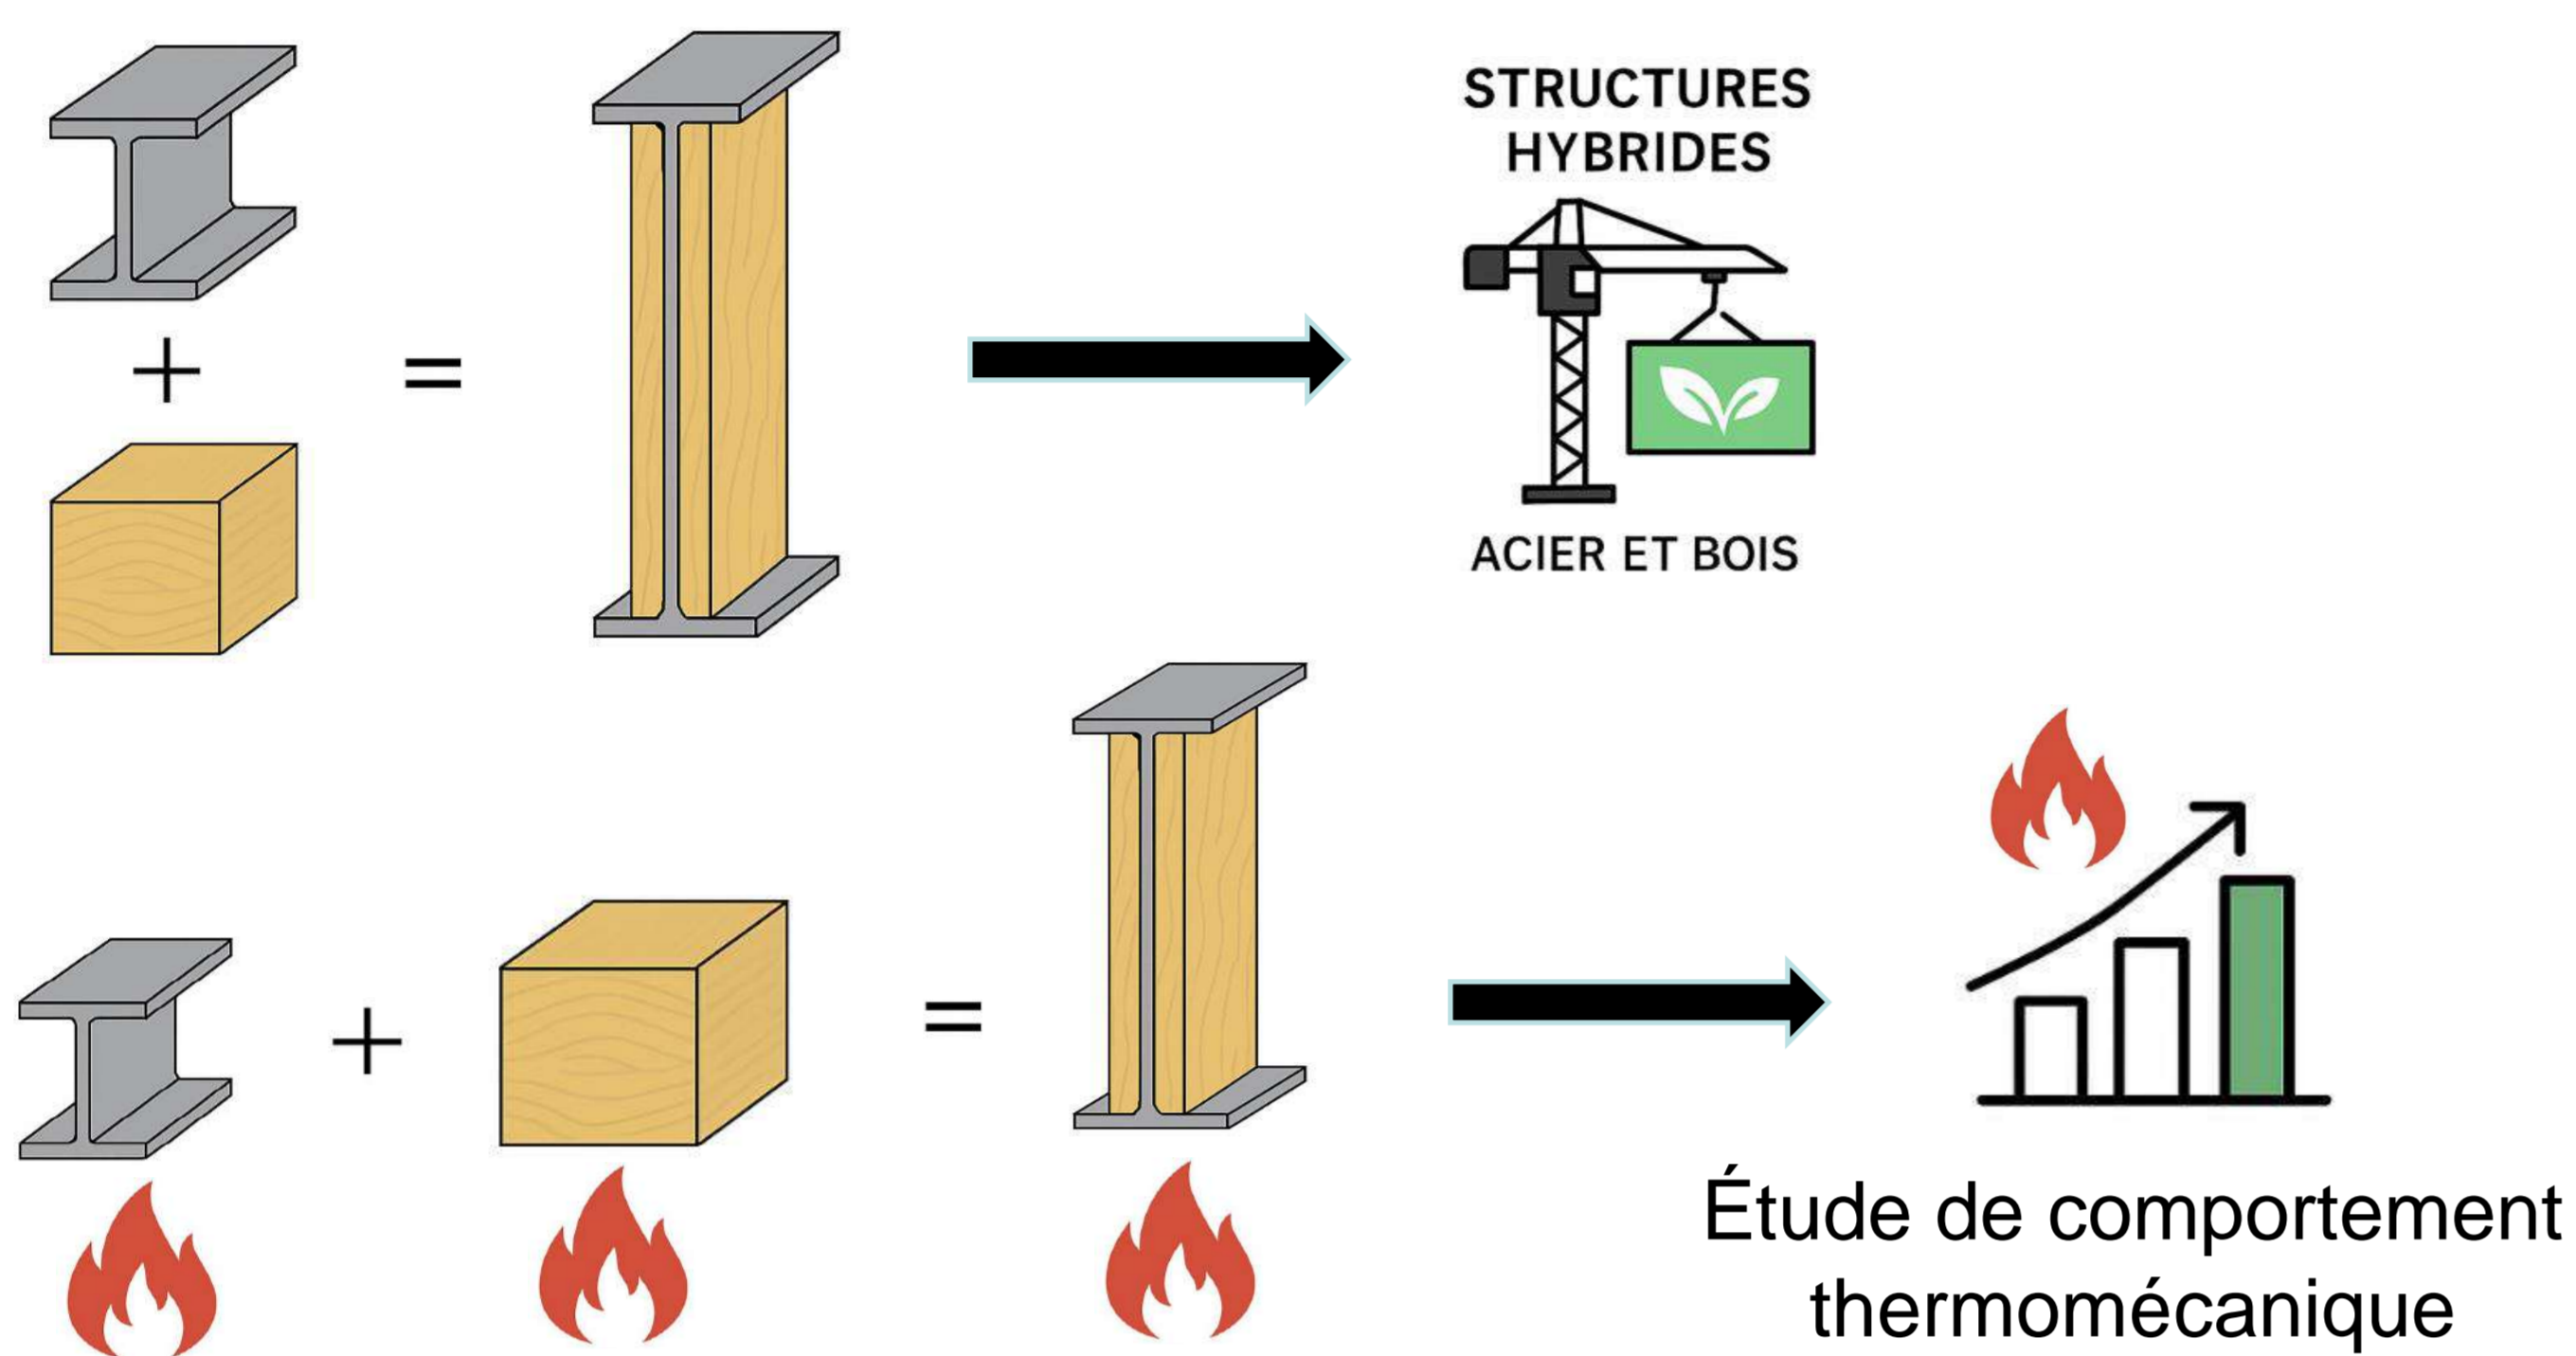 STRUCTURES
HYBRIDES
+
=
ACIER ET BOIS
+
=
Étude de comportement
thermomécanique